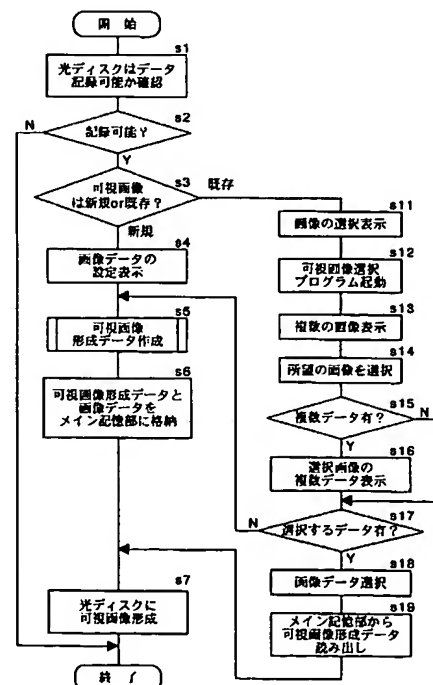 開始
s1
光ディスクはデータ
記録可能か確認
s2
N
記録可能?
Y
s3
既存
可視画像
は新規or既存?
新規
s4
画像データの
設定表示
s5
可視画像
形成データ作成
s6
可視画像形成データと
画像データを
メイン記憶部に格納
s7
光ディスクに
可視画像形成
終了
s11
画像の選択表示
s12
可視画像選択
プログラム起動
s13
複数の画像表示
s14
所望の画像を選択
s15
複数データ有?
N
Y
s16
選択画像の
複数データ表示
s17
N
選択するデータ有?
Y
s18
画像データ選択
s19
メイン記憶部から
可視画像形成データ
読み出し